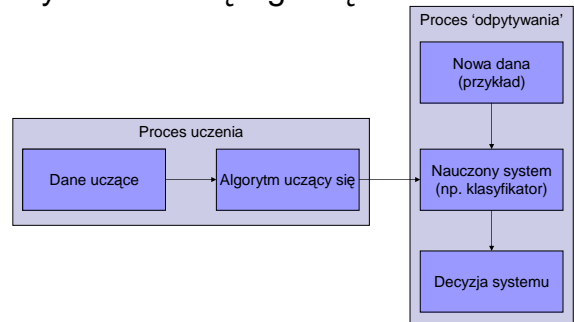 Proces uczenia
Dane uczące
Algorytm uczący się
Proces ‘odpytywania’
Nowa dana
(przykład)
Nauczony system
(np. klasyfikator)
Decyzja systemu